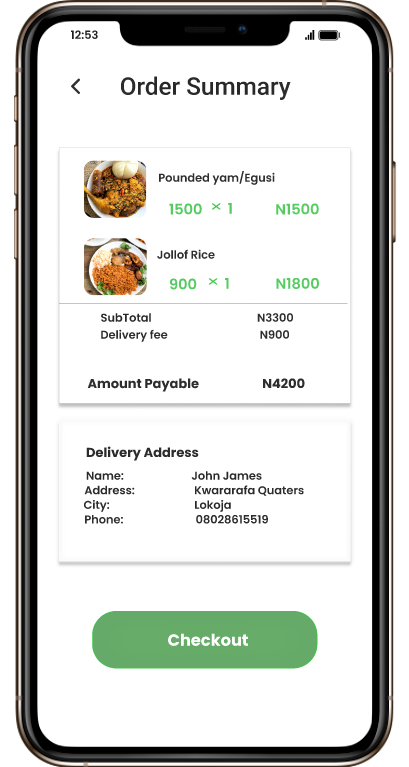 12:53
Order Summary
Pounded yam/Egusi
1500 × 1 N1500
Jollof Rice
900 × 1 N1800
SubTotal N3300
Delivery fee N900
Amount Payable N4200
Delivery Address
Name: John James
Address: Kwararafa Quaters
City: Lokoja
Phone: 08028615519
Checkout